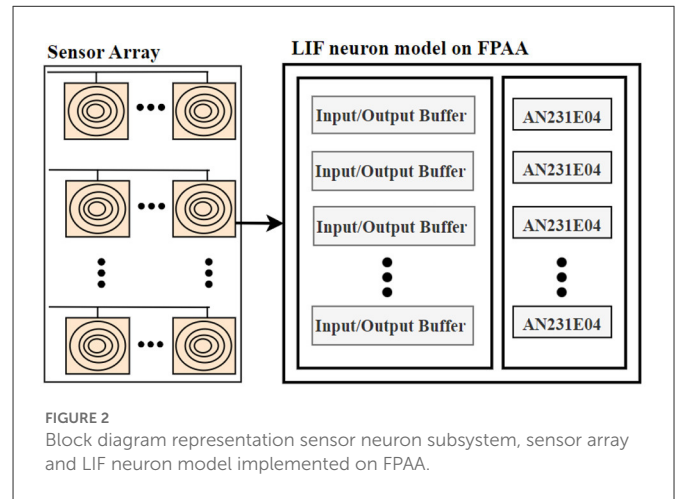 Sensor Array
LIF neuron model on FPAA
Input/Output Buffer
AN231E04
Input/Output Buffer
AN231E04
Input/Output Buffer
AN231E04
Input/Output Buffer
AN231E04
FIGURE 2
Block diagram representation sensor neuron subsystem, sensor array
and LIF neuron model implemented on FPAA.